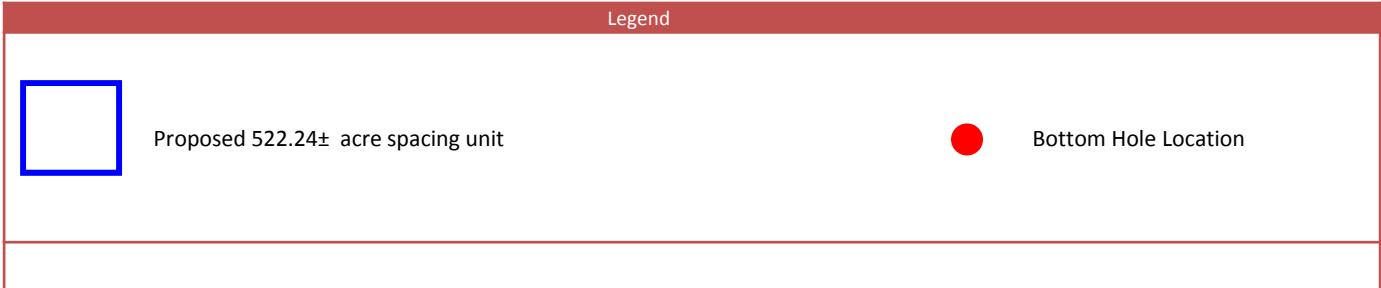 Legend
Proposed 522.24± acre spacing unit
Bottom Hole Location